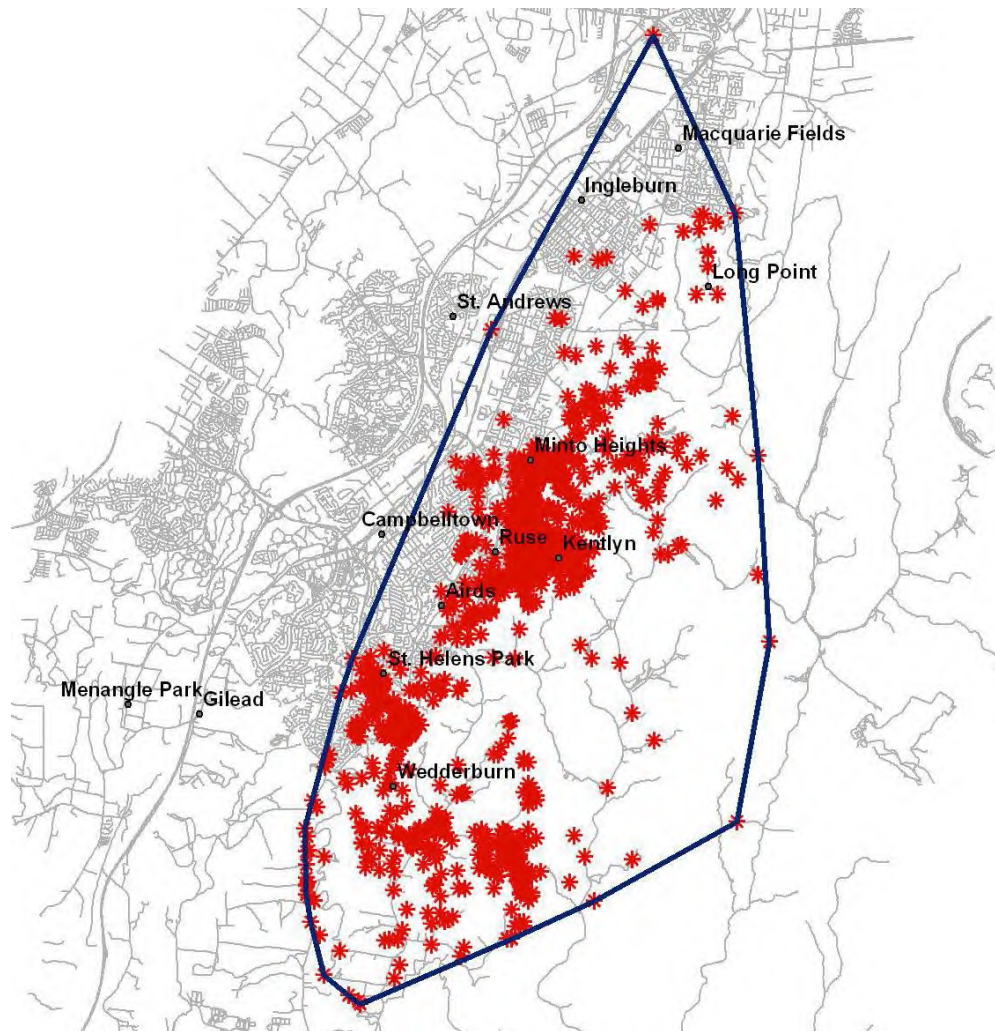 Macquarie Fields
Ingleburn
Long Point
St. Andrews
Minto Heights
Campbelltown
Ruse
Kentlyn
Airds
St. Helens Park
Menangle Park
Gilead
Wedderburn